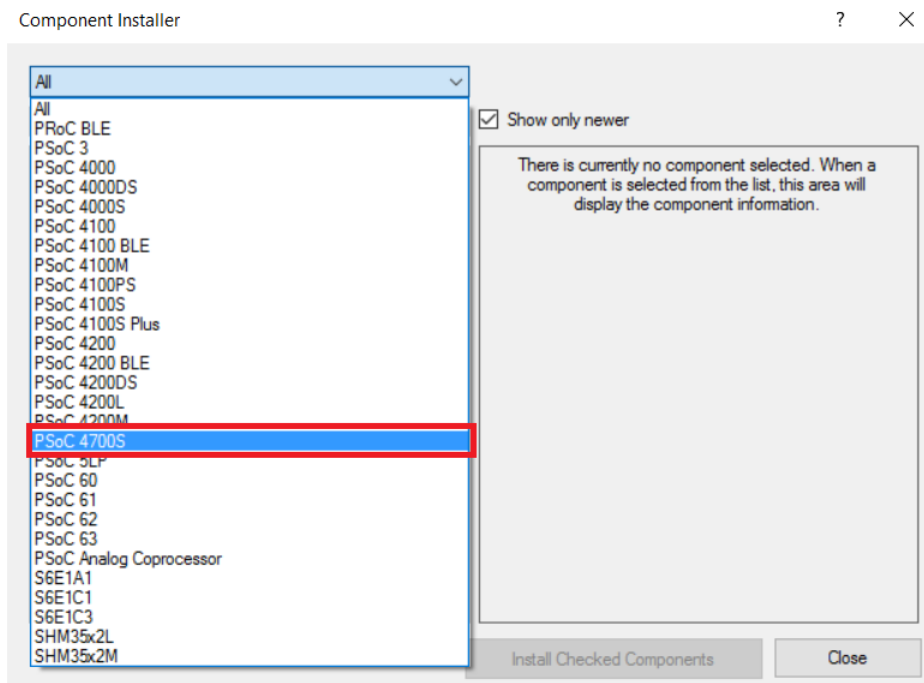 Component Installer
?
All
All
PRoC BLE
PSoC 3
PSoC 4000
PSoC 4000DS
PSoC 4000S
PSoC 4100
PSoC 4100 BLE
PSoC 4100M
PSoC 4100PS
PSoC 4100S
PSoC 4100S Plus
PSoC 4200
PSoC 4200 BLE
PSoC 4200DS
PSoC 4200L
PSoC 4200M
PSoC 4700S
PSoC 5LP
PSoC 60
PSoC 61
PSoC 62
PSoC 63
PSoC Analog Coprocessor
S6E1A1
S6E1C1
S6E1C3
SHM35x2L
SHM35x2M
Show only newer
There is currently no component selected. When a
component is selected from the list, this area will
display the component information.
Install Checked Components
Close